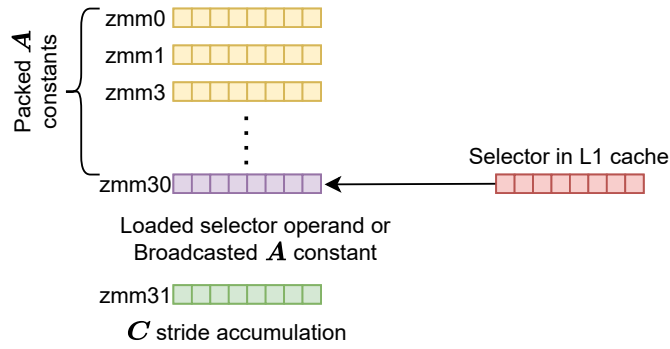 Packed A
constants
zmm0
zmm1
zmm3
zmm30
Selector in L1 cache
Loaded selector operand or
Broadcasted A constant
zmm31
C stride accumulation